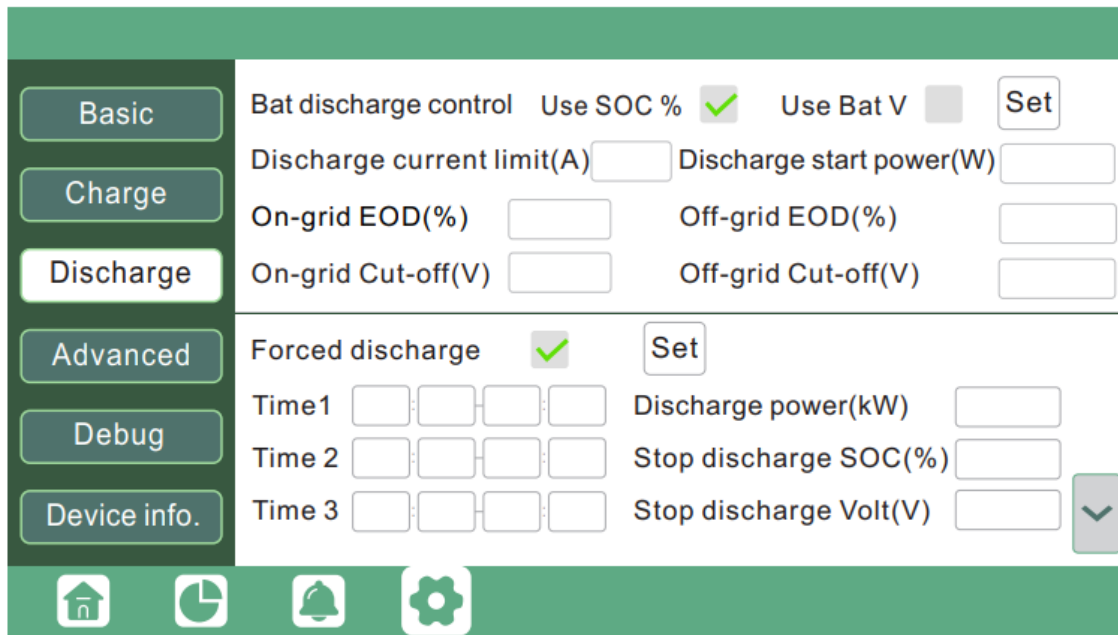 Basic
Charge
Discharge
Advanced
Debug
Device info.
Bat discharge control Use SOC % Use Bat V Set
Discharge current limit(A) Discharge start power(W)
On-grid EOD(%) Off-grid EOD(%)
On-grid Cut-off(V) Off-grid Cut-off(V)
Forced discharge Set
Time1 : - : Discharge power(kW)
Time 2 : - : Stop discharge SOC(%)
Time 3 : - : Stop discharge Volt(V)